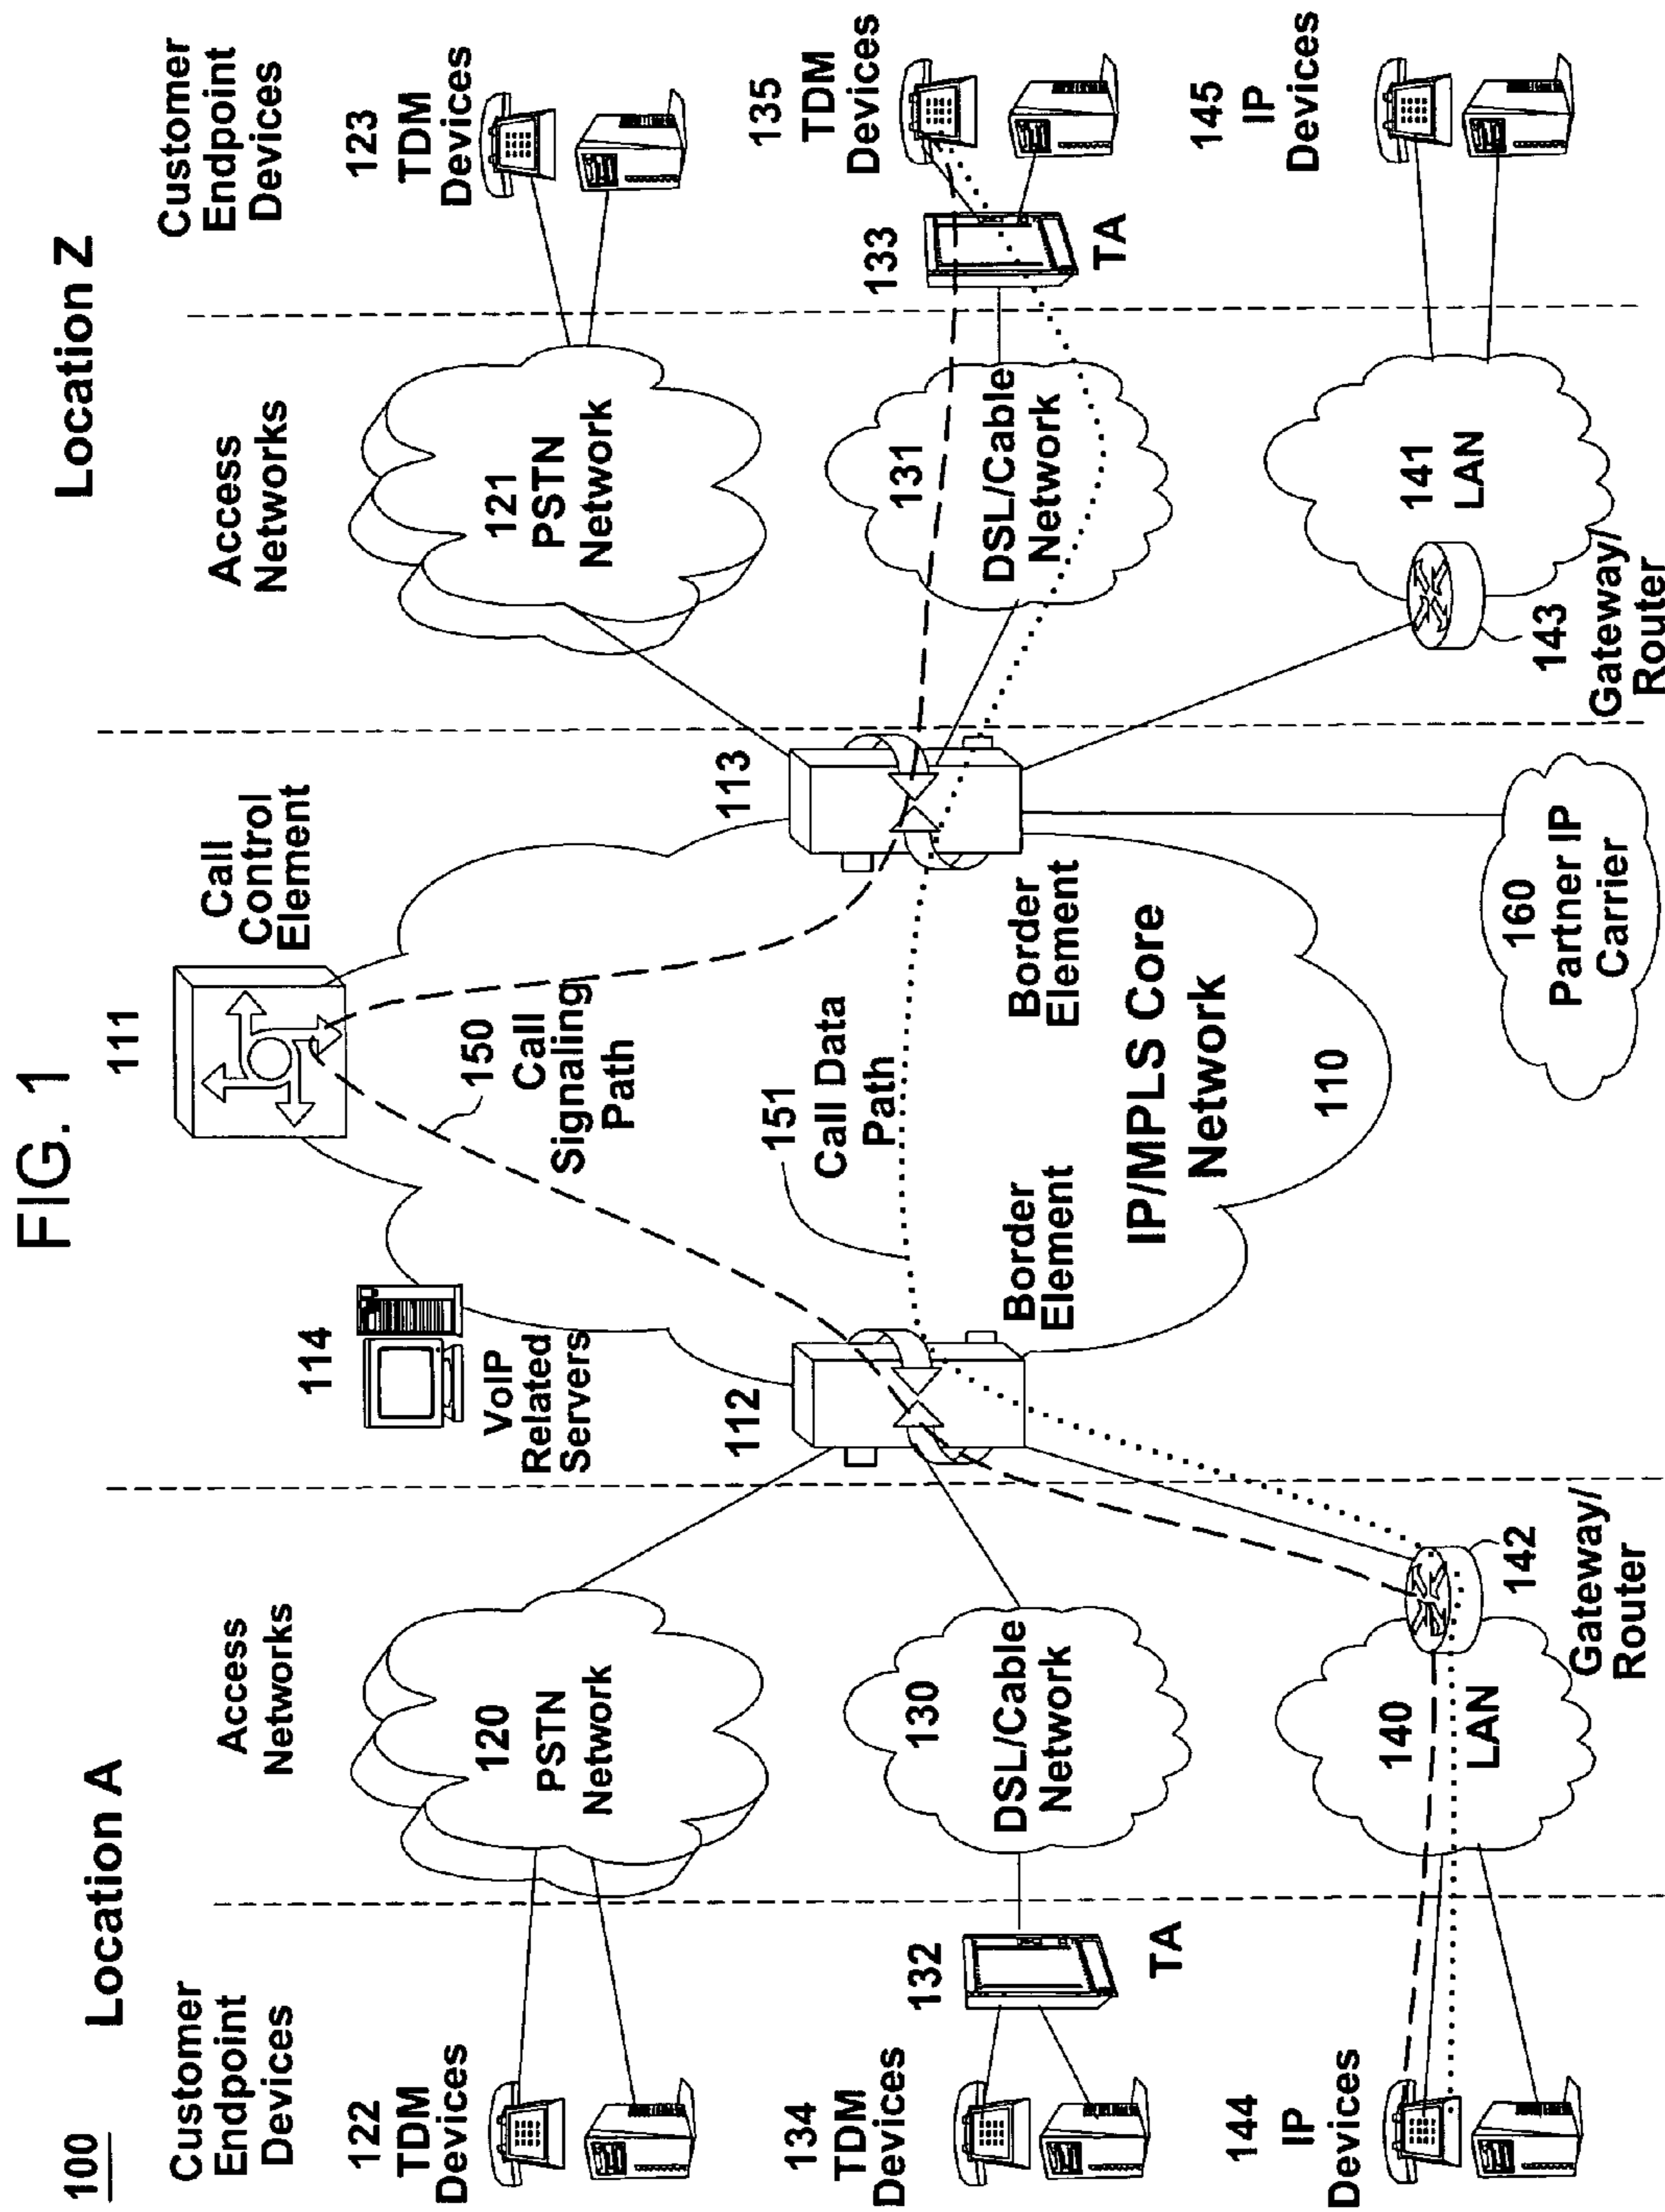 FIG. 1
100
Location A
Location Z
Customer
Endpoint
Devices
Access
Networks
111
Call
Control
Element
Access
Networks
Customer
Endpoint
Devices
122
TDM
Devices
120
PSTN
Network
114
VoIP
Related
Servers
150
Call
Signaling
Path
121
PSTN
Network
123
TDM
Devices
134
TDM
Devices
132
TA
130
DSL/Cable
Network
112
Border
Element
151
Call Data
Path
113
Border
Element
131
DSL/Cable
Network
133
TA
135
TDM
Devices
IP/MPLS Core
Network
110
144
IP
Devices
140
LAN
142
Gateway/
Router
160
Partner IP
Carrier
143
Gateway/
Router
141
LAN
145
IP
Devices